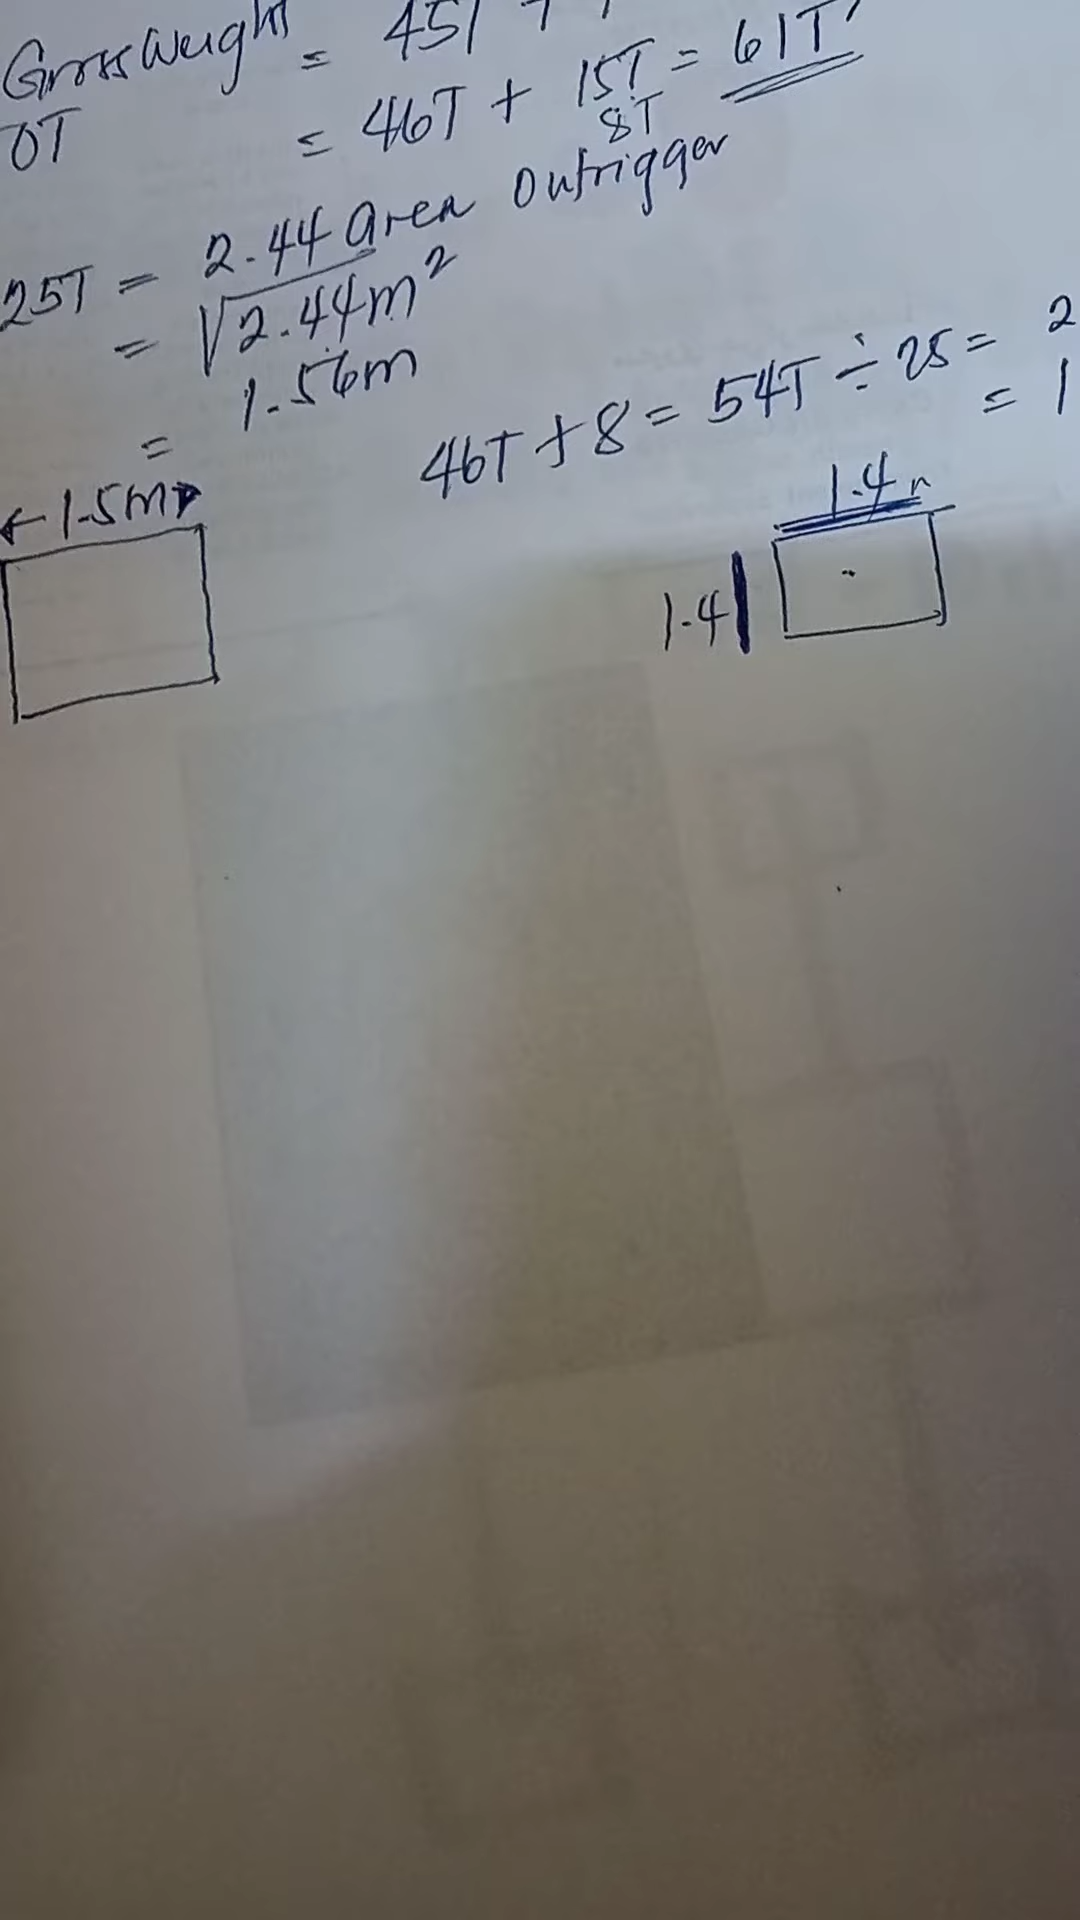 Gross Weight = 45T +
0T = 46T + 15T = 61T
8T
25T = 2.44 area Outrigger
= √2.44m²
= 1.56m
46T + 8 = 54T ÷ 25 = 2
= 1
← 1.5m
1.4
1.4